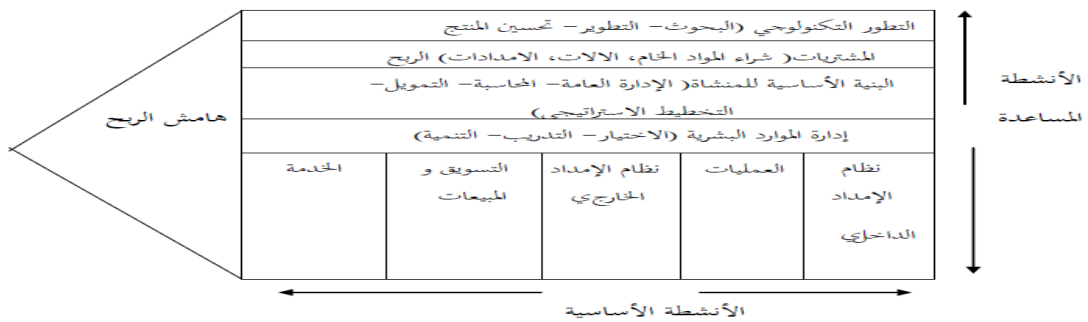 التطور التكنولوجي (البحوث- التطوير- تحسين المنتج
المشتريات( شراء المواد الخام، الالات، الامدادات) الربح
البنية الأساسية للمنشاة( الإدارة العامة- المحاسبة- التمويل-
التخطيط الاستراتيجي)
إدارة الموارد البشرية (الاختيار- التدريب- التنمية)
الأنشطة
المساعدة
هامش الربح
نظام
الإمداد
الداخلي
العمليات
نظام الإمداد
الخارجي
التسويق و
المبيعات
الخدمة
الأنشطة الأساسية